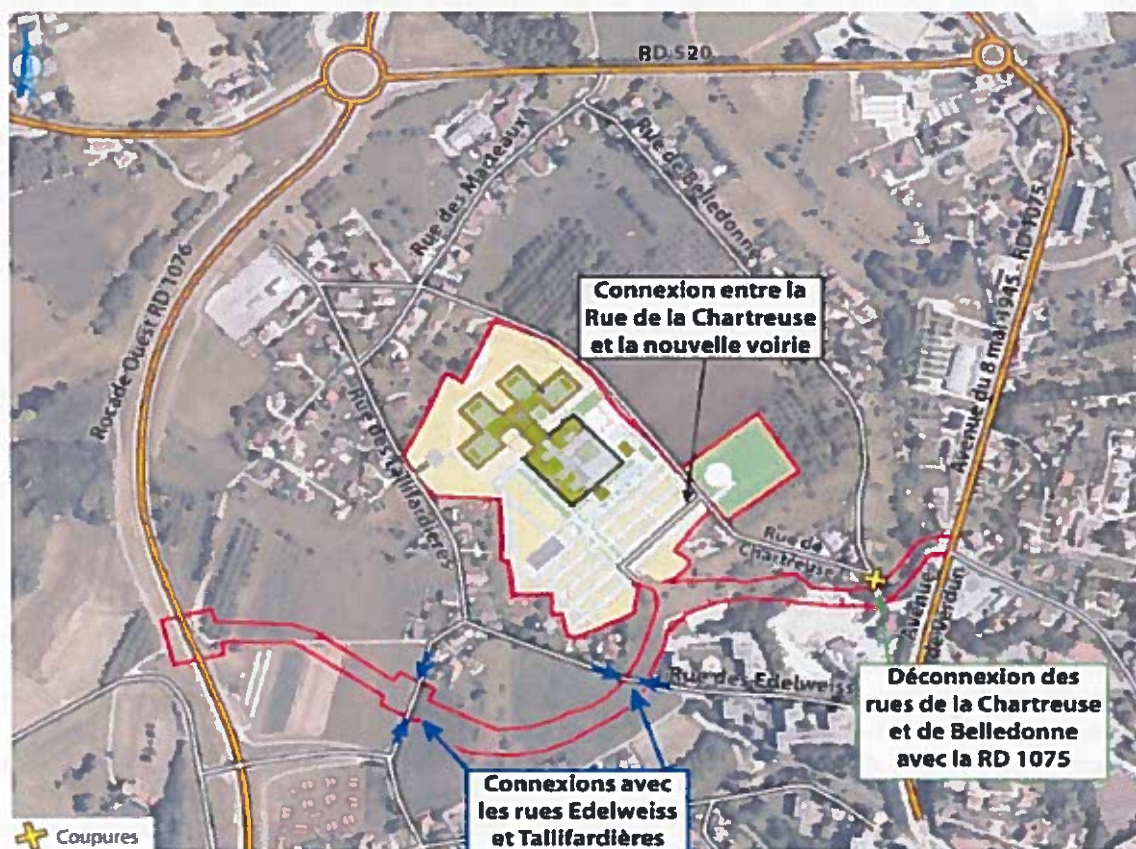 RD 520
Rue des Marteaux
Rue de Belledonne
Rocade Ouest RD 1076
Avenue du 8 mai 1945 - RD 1075
Connexion entre la
Rue de la Chartreuse
et la nouvelle voirie
Rue des Tallifardières
Rue de
Chartreuse
Avenue
de Verdun
Rue des Edelweiss
Déconnexion des
rues de la Chartreuse
et de Belledonne
avec la RD 1075
Connexions avec
les rues Edelweiss
et Tallifardières
Coupures